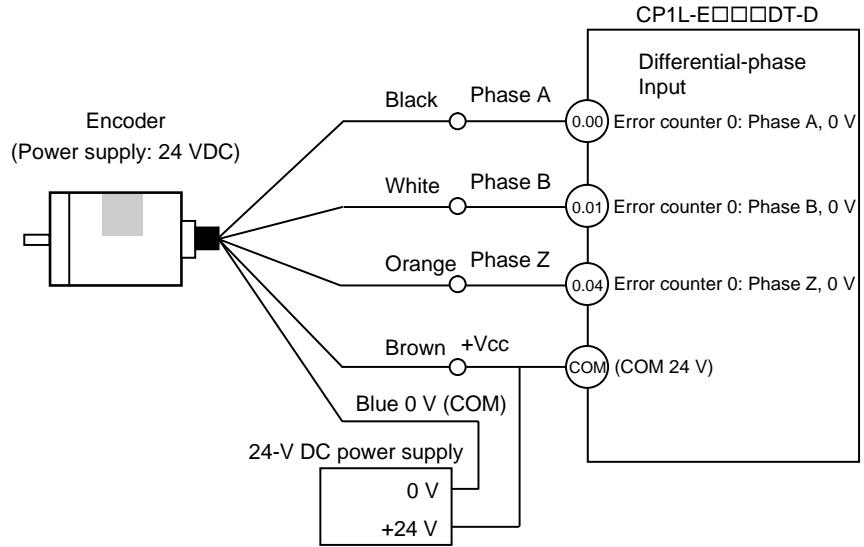 CP1L-E□□□DT-D
Differential-phase
Input
Encoder
(Power supply: 24 VDC)
Black Phase A 0.00 Error counter 0: Phase A, 0 V
White Phase B 0.01 Error counter 0: Phase B, 0 V
Orange Phase Z 0.04 Error counter 0: Phase Z, 0 V
Brown +Vcc COM (COM 24 V)
Blue 0 V (COM)
24-V DC power supply
0 V
+24 V